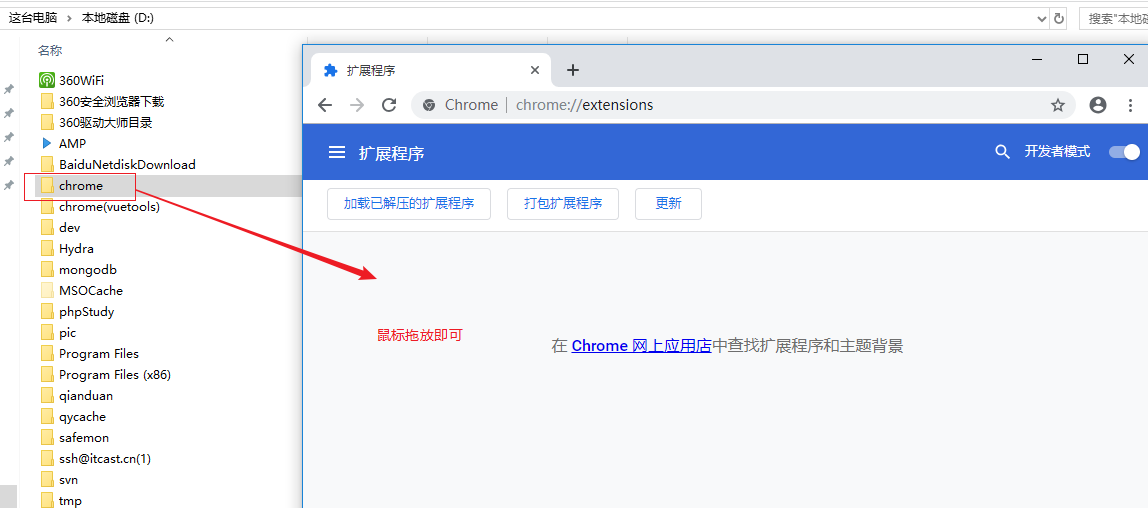 这台电脑 › 本地磁盘 (D:)
搜索"本地磁
名称
360WiFi
360安全浏览器下载
360驱动大师目录
AMP
BaiduNetdiskDownload
chrome
chrome(vuetools)
dev
Hydra
mongodb
MSOCache
phpStudy
pic
Program Files
Program Files (x86)
qianduan
qycache
safemon
ssh@itcast.cn(1)
svn
tmp
扩展程序
Chrome | chrome://extensions
扩展程序
开发者模式
加载已解压的扩展程序
打包扩展程序
更新
鼠标拖放即可
在 Chrome 网上应用店中查找扩展程序和主题背景